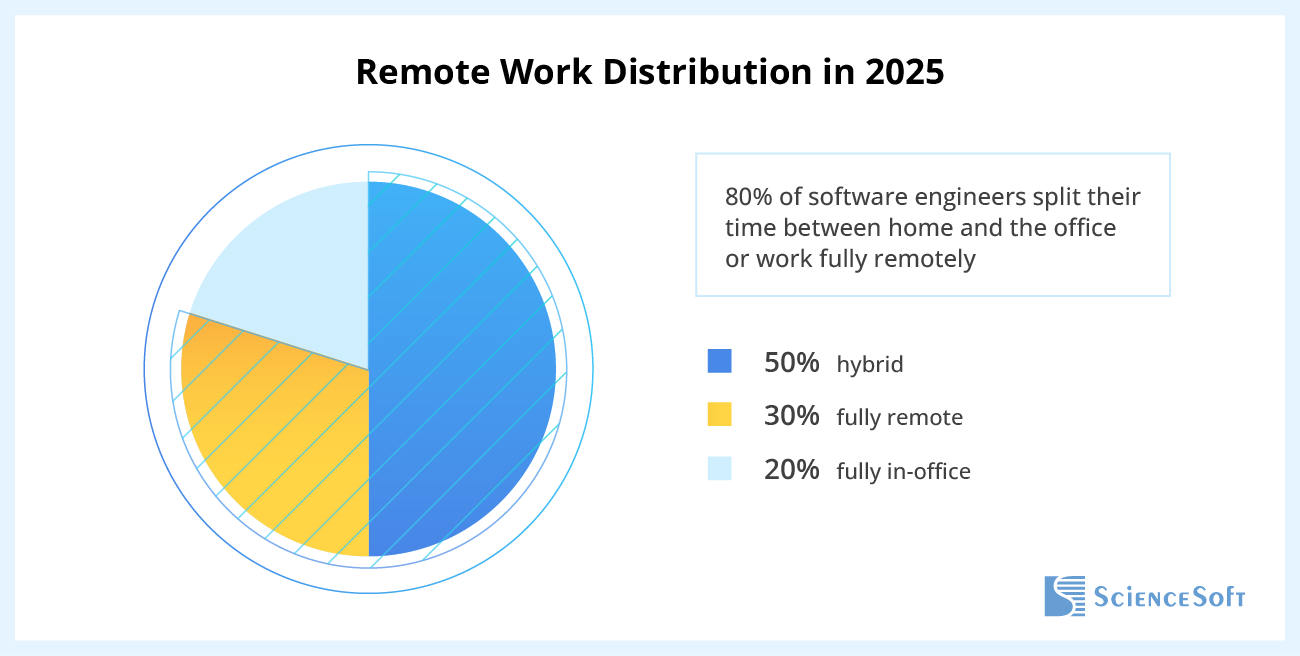 Remote Work Distribution in 2025
80% of software engineers split their
time between home and the office
or work fully remotely
50% hybrid
30% fully remote
20% fully in-office
ScienceSoft